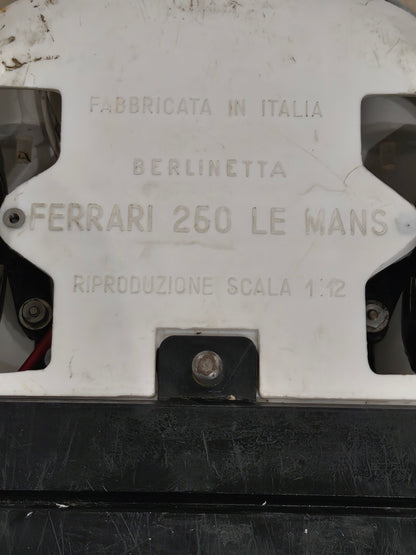 FABBRICATA IN ITALIA
BERLINETTA
FERRARI 250 LE MANS
RIPRODUZIONE SCALA 1:12